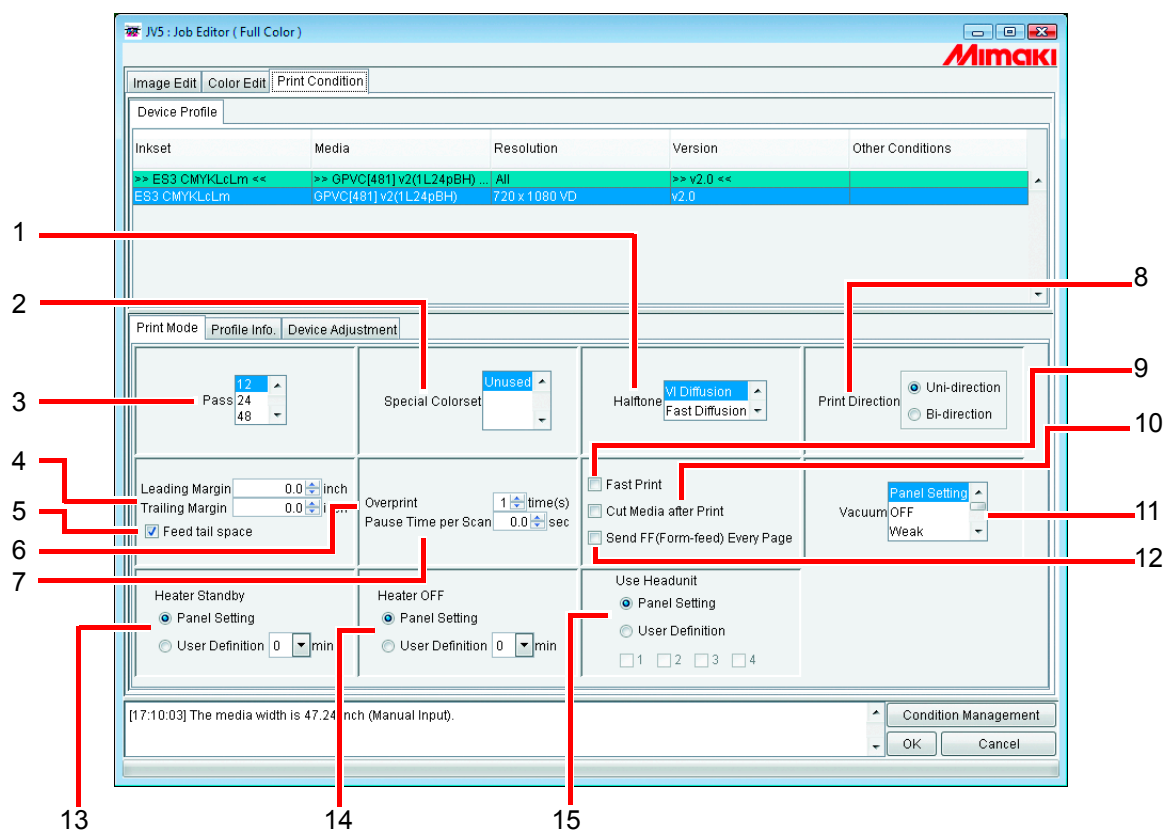 JV5 : Job Editor ( Full Color )
Mimaki
Image Edit Color Edit Print Condition
Device Profile
Inkset Media Resolution Version Other Conditions
>> ES3 CMYKLcLm << >> GPVC[481] v2(1L24pBH) ... All >> v2.0 <<
ES3 CMYKLcLm GPVC[481] v2(1L24pBH) 720 x 1080 VD v2.0
1
2
8
Print Mode Profile Info. Device Adjustment
9
3
Pass 12
24
48
Special Colorset Unused
Halftone VI Diffusion
Fast Diffusion
Print Direction Uni-direction
Bi-direction
10
4
Leading Margin 0.0 inch
Trailing Margin 0.0 inch
5
Feed tail space
6
Overprint 1 time(s)
Pause Time per Scan 0.0 sec
7
Fast Print
Cut Media after Print
Send FF(Form-feed) Every Page
Vacuum Panel Setting
OFF
Weak
11
12
Heater Standby
Panel Setting
User Definition 0 min
Heater OFF
Panel Setting
User Definition 0 min
Use Headunit
Panel Setting
User Definition
1 2 3 4
[17:10:03] The media width is 47.24 inch (Manual Input).
Condition Management
OK Cancel
13 14 15